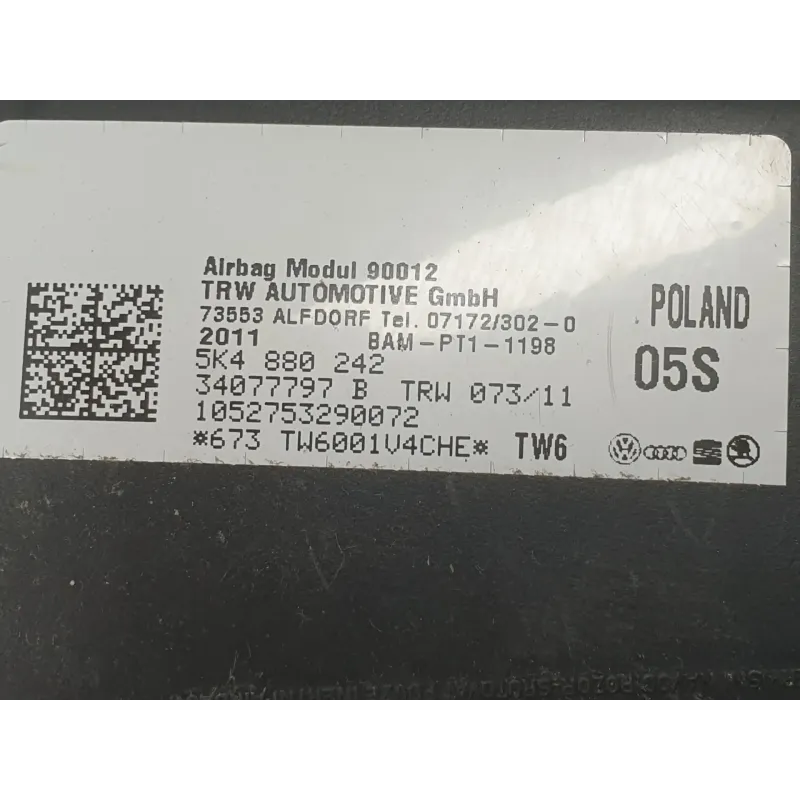 Airbag Modul 90012
TRW AUTOMOTIVE GmbH
73553 ALFDORF Tel. 07172/302-0
2011 BAM-PT1-1198
5K4 880 242
34077797 B TRW 073/11
1052753290072
*673 TW6001V4CHE* TW6
POLAND
05S